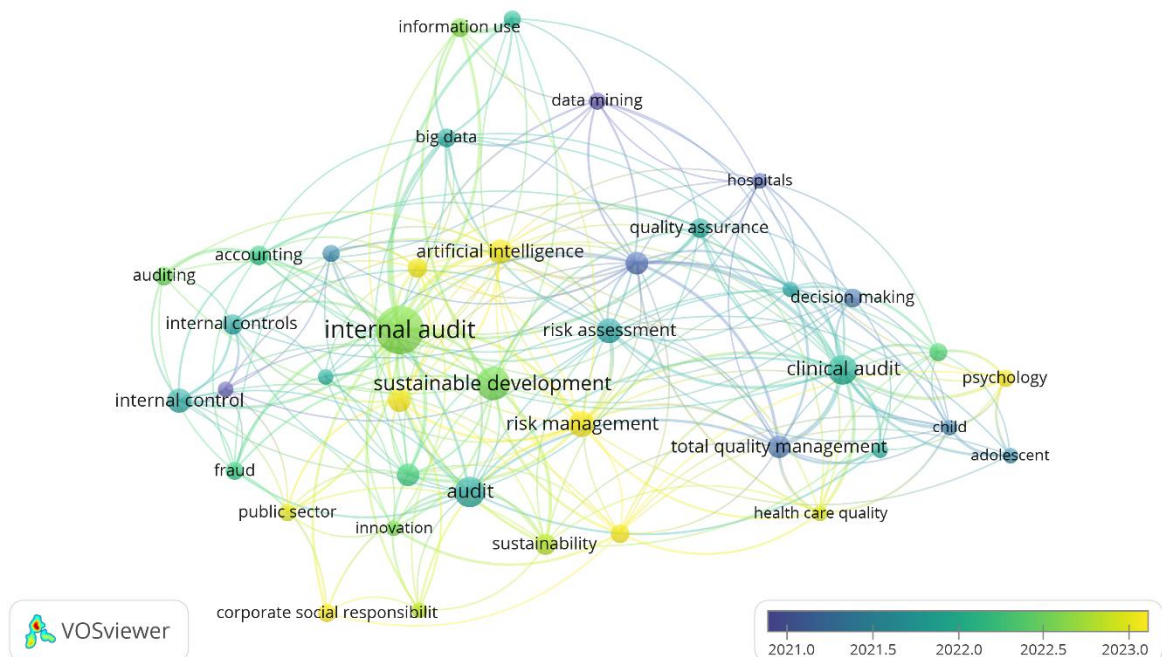 information use
data mining
big data
hospitals
quality assurance
artificial intelligence
accounting
auditing
decision making
internal controls
internal audit
risk assessment
clinical audit
psychology
sustainable development
internal control
risk management
child
total quality management
adolescent
fraud
audit
public sector
health care quality
innovation
sustainability
corporate social responsibilit
VOSviewer
2021.0 2021.5 2022.0 2022.5 2023.0